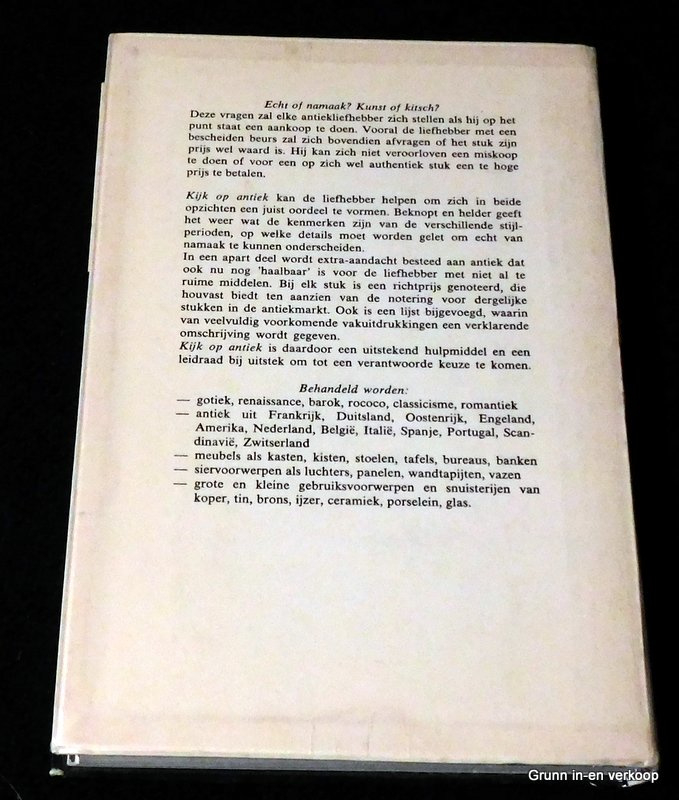 Echt of namaak? Kunst of kitsch?
Deze vragen zal elke antiekliefhebber zich stellen als hij op het
punt staat een aankoop te doen. Vooral de liefhebber met een
bescheiden beurs zal zich bovendien afvragen of het stuk zijn
prijs wel waard is. Hij kan zich niet veroorloven een miskoop
te doen of voor een op zich wel authentiek stuk een te hoge
prijs te betalen.
Kijk op antiek kan de liefhebber helpen om zich in beide
opzichten een juist oordeel te vormen. Beknopt en helder geeft
het weer wat de kenmerken zijn van de verschillende stijl-
perioden, op welke details moet worden gelet om echt van
namaak te kunnen onderscheiden.
In een apart deel wordt extra-aandacht besteed aan antiek dat
ook nu nog 'haalbaar' is voor de liefhebber met niet al te
ruime middelen. Bij elk stuk is een richtprijs genoteerd, die
houvast biedt ten aanzien van de notering voor dergelijke
stukken in de antiekmarkt. Ook is een lijst bijgevoegd, waarin
van veelvuldig voorkomende vakuitdrukkingen een verklarende
omschrijving wordt gegeven.
Kijk op antiek is daardoor een uitstekend hulpmiddel en een
leidraad bij uitstek om tot een verantwoorde keuze te komen.
Behandeld worden:
— gotiek, renaissance, barok, rococo, classicisme, romantiek
— antiek uit Frankrijk, Duitsland, Oostenrijk, Engeland,
Amerika, Nederland, België, Italië, Spanje, Portugal, Scan-
dinavië, Zwitserland
— meubels als kasten, kisten, stoelen, tafels, bureaus, banken
— siervoorwerpen als luchters, panelen, wandtapijten, vazen
— grote en kleine gebruiksvoorwerpen en snuisterijen van
koper, tin, brons, ijzer, ceramiek, porselein, glas.
Grunn in-en verkoop